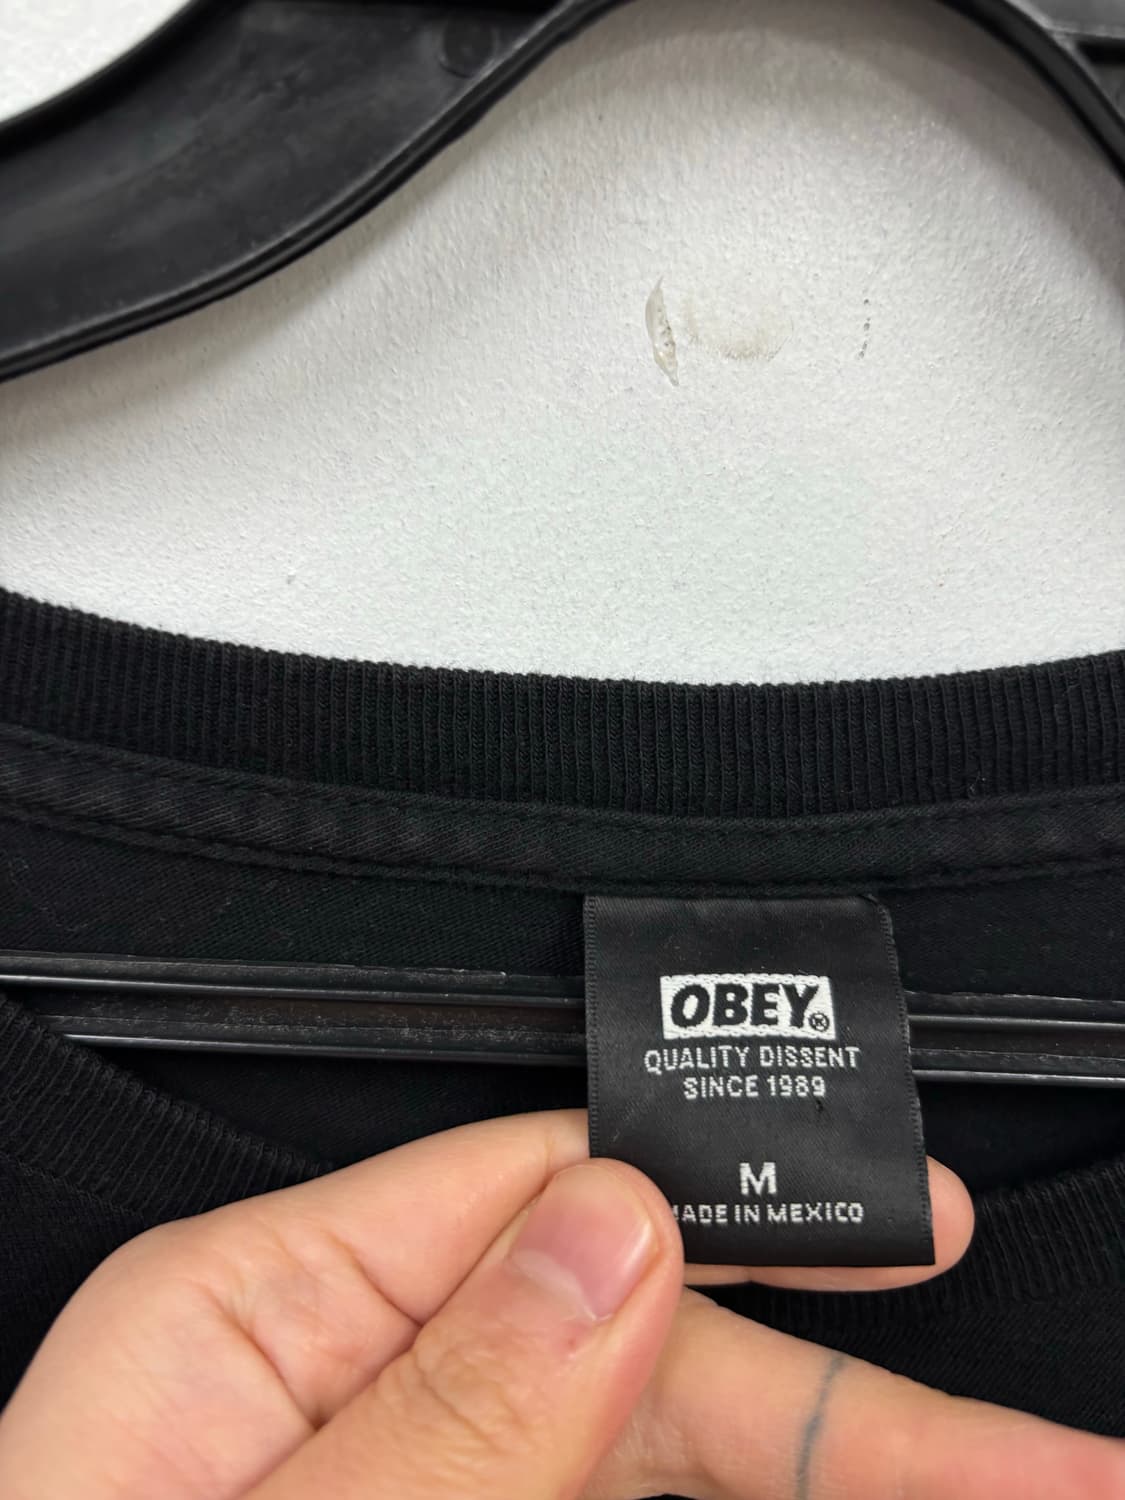 OBEY®
QUALITY DISSENT
SINCE 1989
M
MADE IN MEXICO